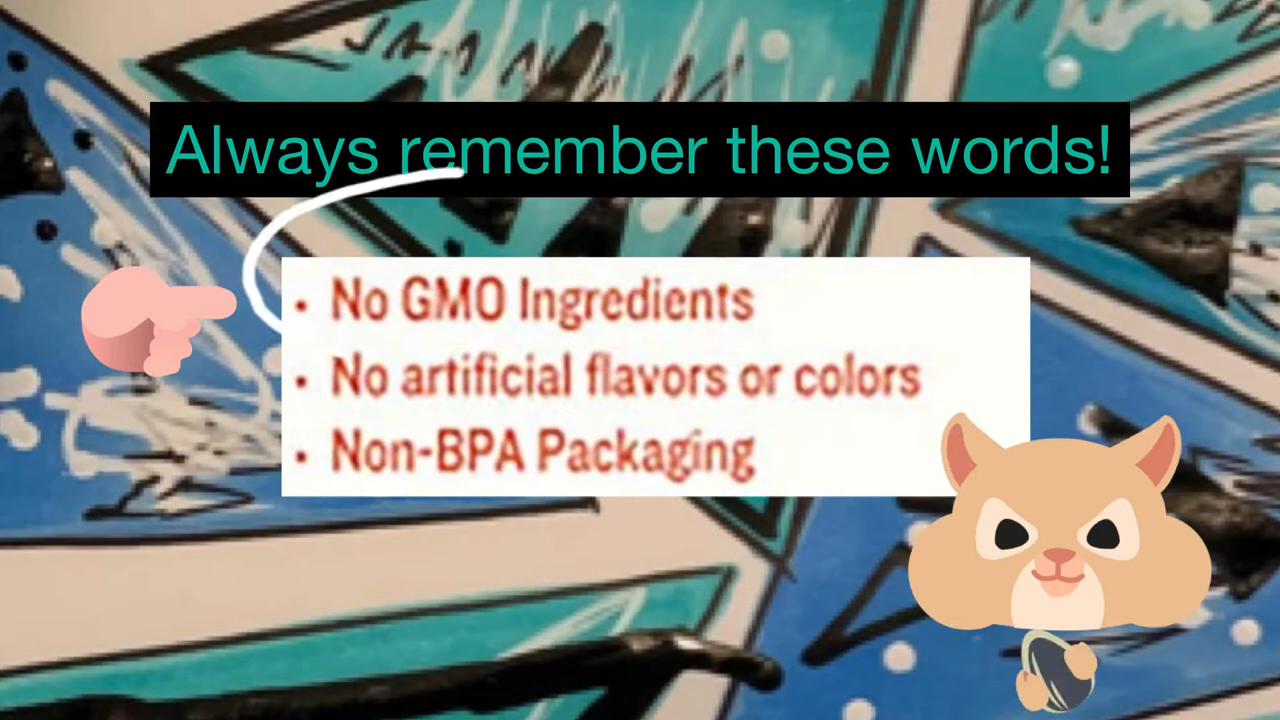 Always remember these words!
• No GMO Ingredients
• No artificial flavors or colors
• Non-BPA Packaging